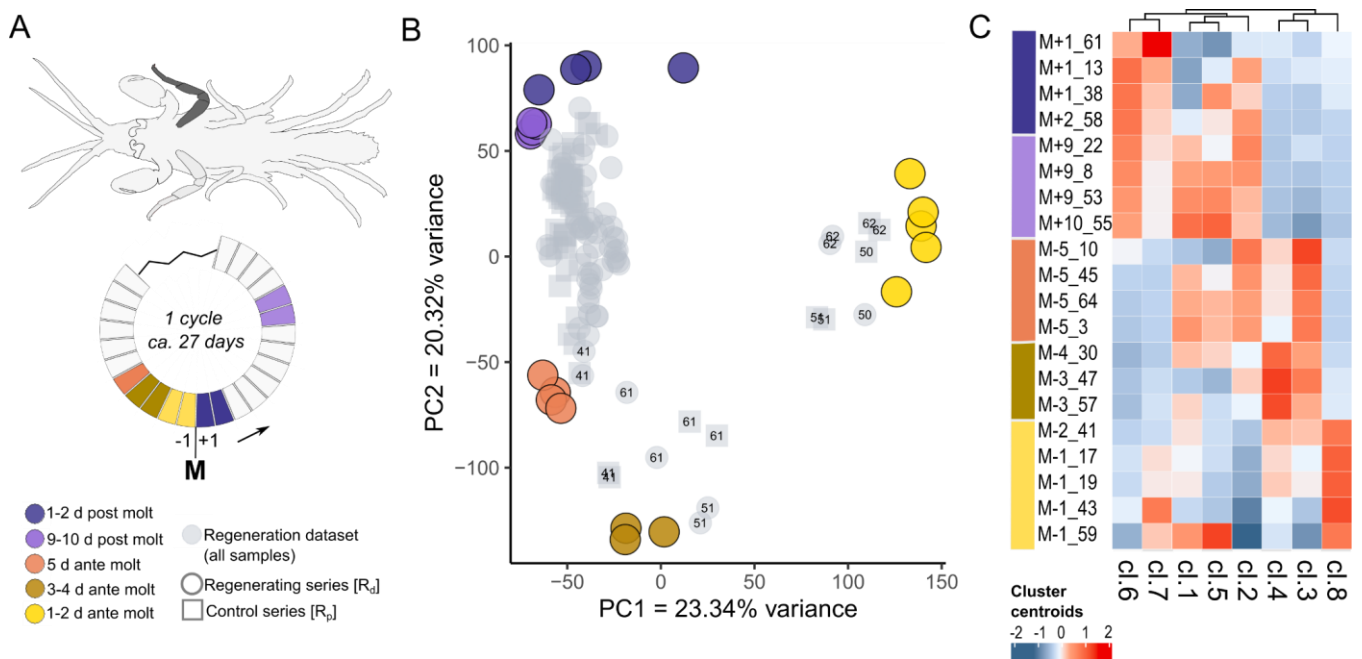 A
1 cycle
ca. 27 days
-1
+1
M
1-2 d post molt
9-10 d post molt
5 d ante molt
3-4 d ante molt
1-2 d ante molt
Regeneration dataset
(all samples)
Regenerating series [Rd]
Control series [Rp]
B
PC2 = 20.32% variance
100
50
0
−50
−100
62
62
62
62
50
51
51
50
41
41
61
61
61
61
41
41
51
51
−50
0
50
100
150
PC1 = 23.34% variance
C
M+1_61
M+1_13
M+1_38
M+2_58
M+9_22
M+9_8
M+9_53
M+10_55
M-5_10
M-5_45
M-5_64
M-5_3
M-4_30
M-3_47
M-3_57
M-2_41
M-1_17
M-1_19
M-1_43
M-1_59
cl.6
cl.7
cl.1
cl.5
cl.2
cl.4
cl.3
cl.8
Cluster
centroids
-2 -1 0 1 2